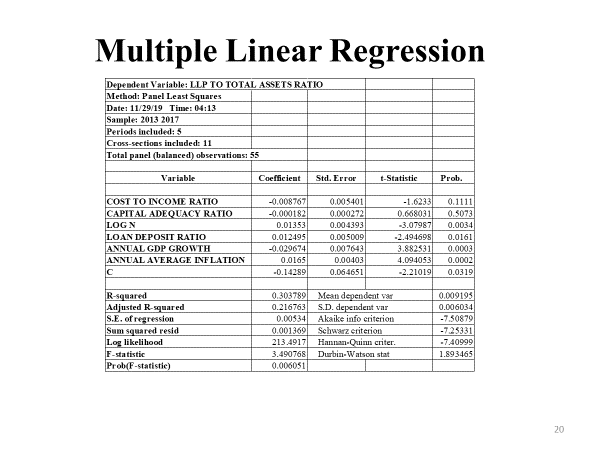 Multiple Linear Regression
Dependent Variable: LLP TO TOTAL ASSETS RATIO
Method: Panel Least Squares
Date: 11/29/19 Time: 04:13
Sample: 2013 2017
Periods included: 5
Cross-sections included: 11
Total panel (balanced) observations: 55
Variable Coefficient Std. Error t-Statistic Prob.
COST TO INCOME RATIO -0.008767 0.005401 -1.6233 0.1111
CAPITAL ADEQUACY RATIO -0.000182 0.000272 0.668031 0.5073
LOG N 0.01353 0.004393 -3.07987 0.0034
LOAN DEPOSIT RATIO 0.012495 0.005009 -2.494698 0.0161
ANNUAL GDP GROWTH -0.029674 0.007643 3.882531 0.0003
ANNUAL AVERAGE INFLATION 0.0165 0.00403 4.094053 0.0002
C -0.14289 0.064651 -2.21019 0.0319
R-squared 0.303789 Mean dependent var 0.009195
Adjusted R-squared 0.216763 S.D. dependent var 0.006034
S.E. of regression 0.00534 Akaike info criterion -7.50879
Sum squared resid 0.001369 Schwarz criterion -7.25331
Log likelihood 213.4917 Hannan-Quinn criter. -7.40999
F-statistic 3.490768 Durbin-Watson stat 1.893465
Prob(F-statistic) 0.006051
20